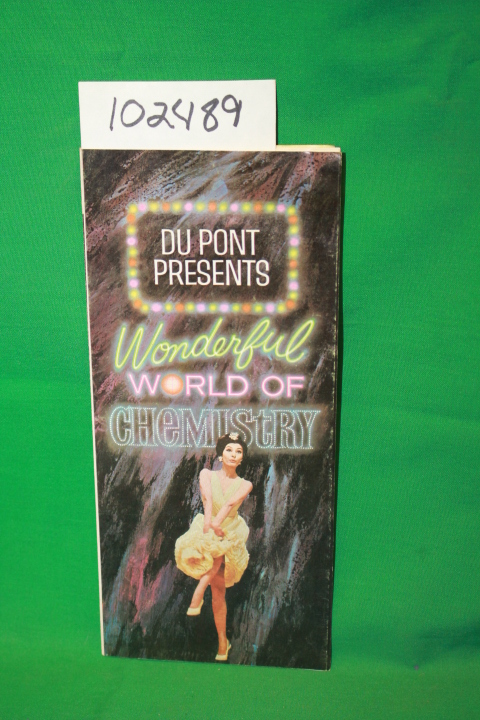 102489
DU PONT
PRESENTS
Wonderful
WORLD OF
CHeMIStRY